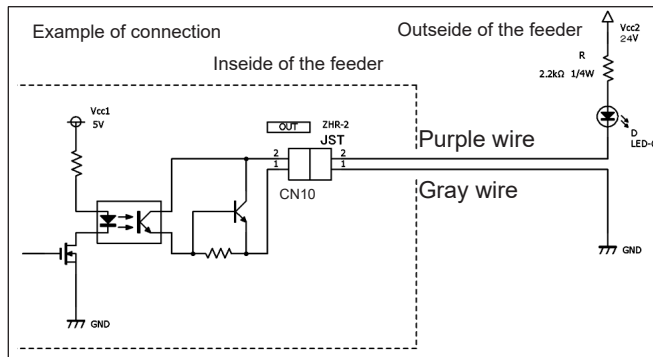 Example of connection
Outseide of the feeder
Inseide of the feeder
Vcc2
24V
R
2.2kΩ 1/4W
D
Vcc1
5V
OUT
ZHR-2
JST
2
1
2
1
CN10
Purple wire
Gray wire
GND
GND